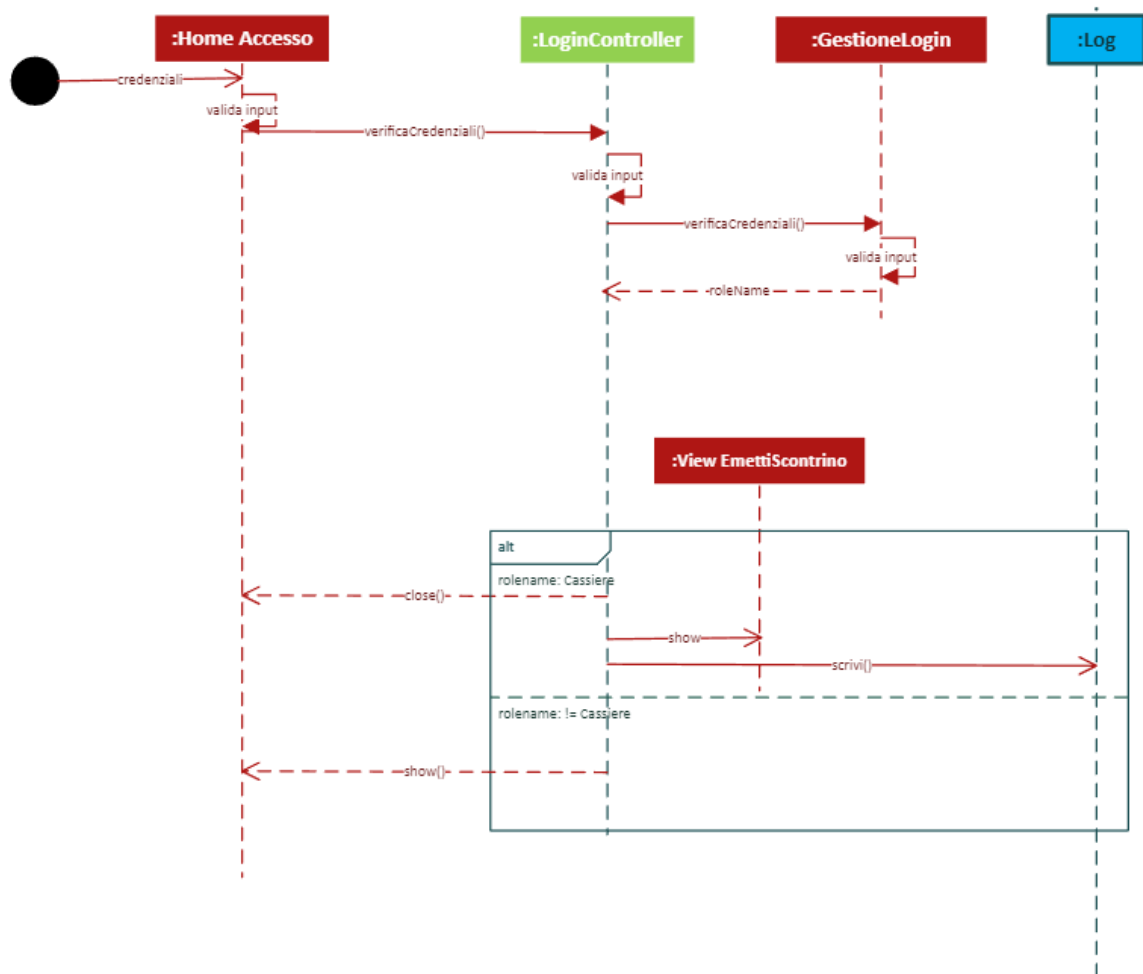 :Home Accesso
:LoginController
:GestioneLogin
:Log
credenziali
valida input
verificaCredenziali()
valida input
verificaCredenziali()
valida input
-roleName
:View EmettiScontrino
alt
rolename: Cassiere
close()
show
scrivi()
rolename: != Cassiere
show()